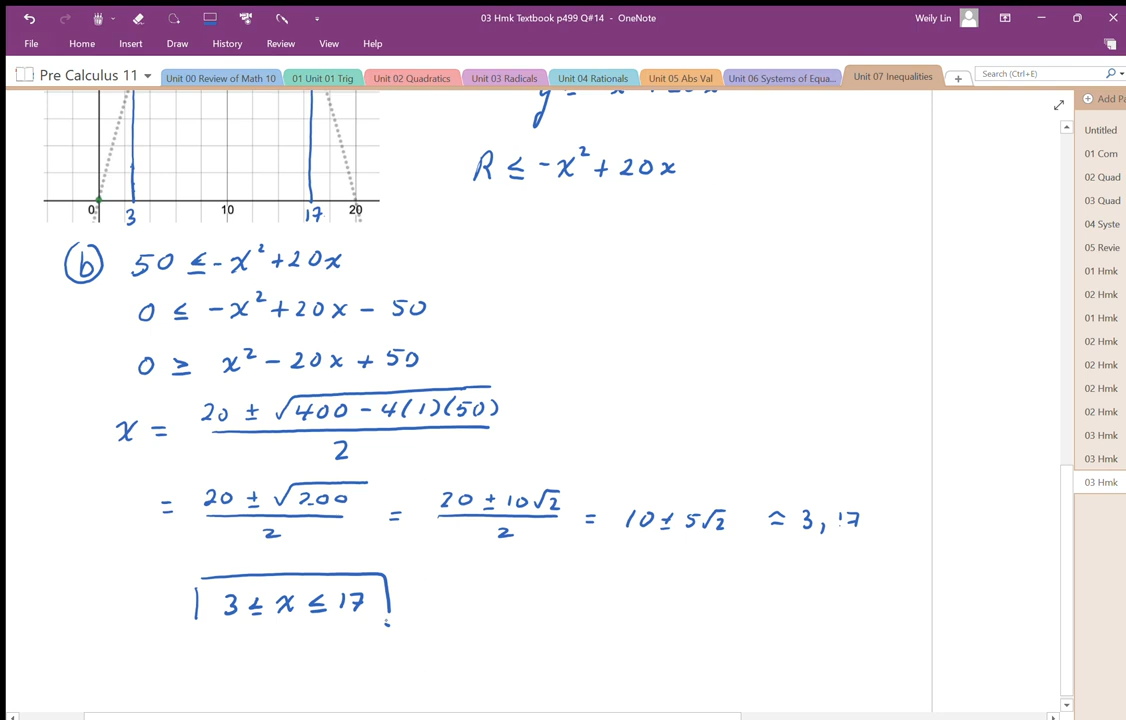 03 Hmk Textbook p499 Q#14 - OneNote
Weily Lin
File Home Insert Draw History Review View Help
Pre Calculus 11
Unit 00 Review of Math 10
01 Unit 01 Trig
Unit 02 Quadratics
Unit 03 Radicals
Unit 04 Rationals
Unit 05 Abs Val
Unit 06 Systems of Equa...
Unit 07 Inequalities
Search (Ctrl+E)
Add Pa
Untitled
01 Com
02 Quad
03 Quad
04 Syste
05 Revie
01 Hmk
02 Hmk
01 Hmk
02 Hmk
02 Hmk
02 Hmk
02 Hmk
03 Hmk
03 Hmk
03 Hmk
R ≤ -x² + 20x
0 10 20
3 17
(b) 50 ≤ -x² + 20x
0 ≤ -x² + 20x - 50
0 ≥ x² - 20x + 50
x = (20 ± √(400 - 4(1)(50))) / 2
= (20 ± √200) / 2 = (20 ± 10√2) / 2 = 10 ± 5√2 ≈ 3, 17
3 ≤ x ≤ 17